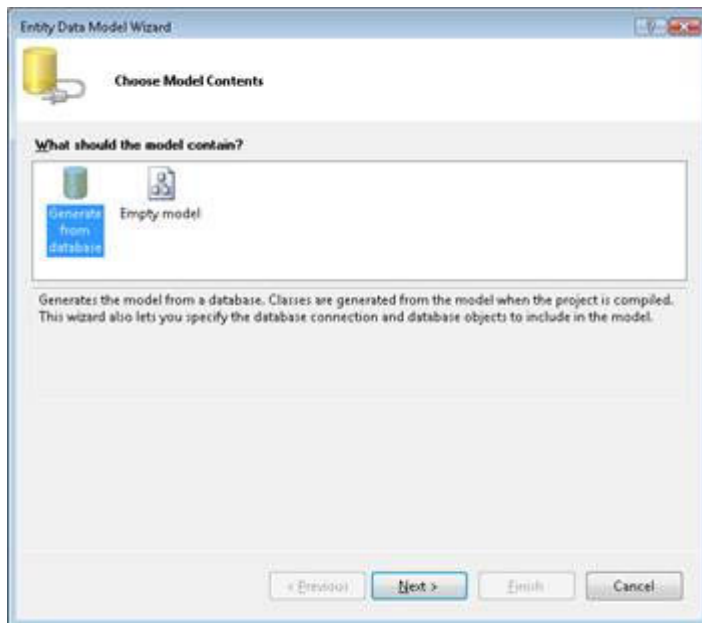 Entity Data Model Wizard
Choose Model Contents
What should the model contain?
Generate
from
database
Empty model
Generates the model from a database. Classes are generated from the model when the project is compiled.
This wizard also lets you specify the database connection and database objects to include in the model.
< Previous
Next >
Finish
Cancel